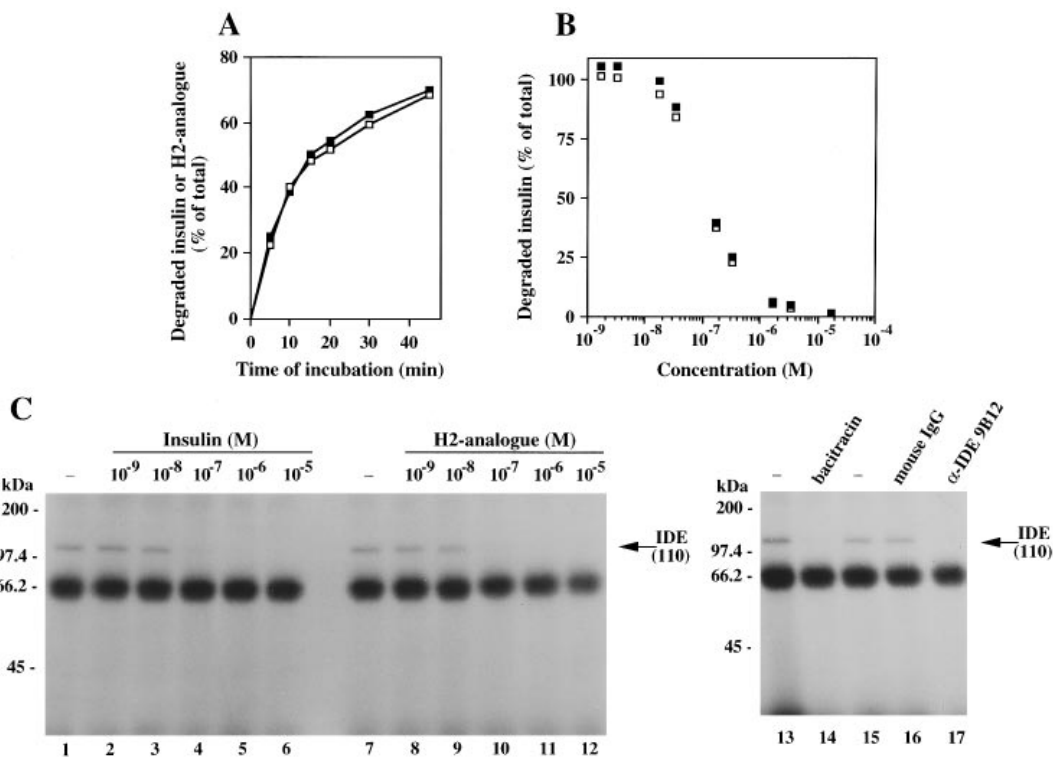 A
Degraded insulin or H2-analogue
(% of total)
80
60
40
20
0
0 10 20 30 40
Time of incubation (min)
B
Degraded insulin (% of total)
100
75
50
25
0
10-9 10-8 10-7 10-6 10-5 10-4
Concentration (M)
C
Insulin (M)
H2-analogue (M)
– 10-9 10-8 10-7 10-6 10-5
– 10-9 10-8 10-7 10-6 10-5
kDa
200 -
97.4 -
66.2 -
45 -
IDE
(110)
1 2 3 4 5 6 7 8 9 10 11 12
– bacitracin – mouse IgG α-IDE 9B12
kDa
200 -
97.4 -
66.2 -
45 -
IDE
(110)
13 14 15 16 17